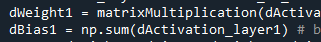 dWeight1 = matrixMultiplication(dActiva
dBias1 = np.sum(dActivation_layer1) # b